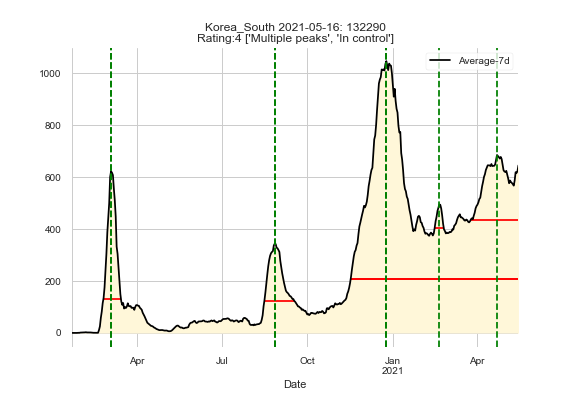 Korea_South 2021-05-16: 132290
Rating:4 ['Multiple peaks', 'In control']
Average-7d
1000
800
600
400
200
0
Apr
Jul
Oct
Jan
2021
Apr
Date